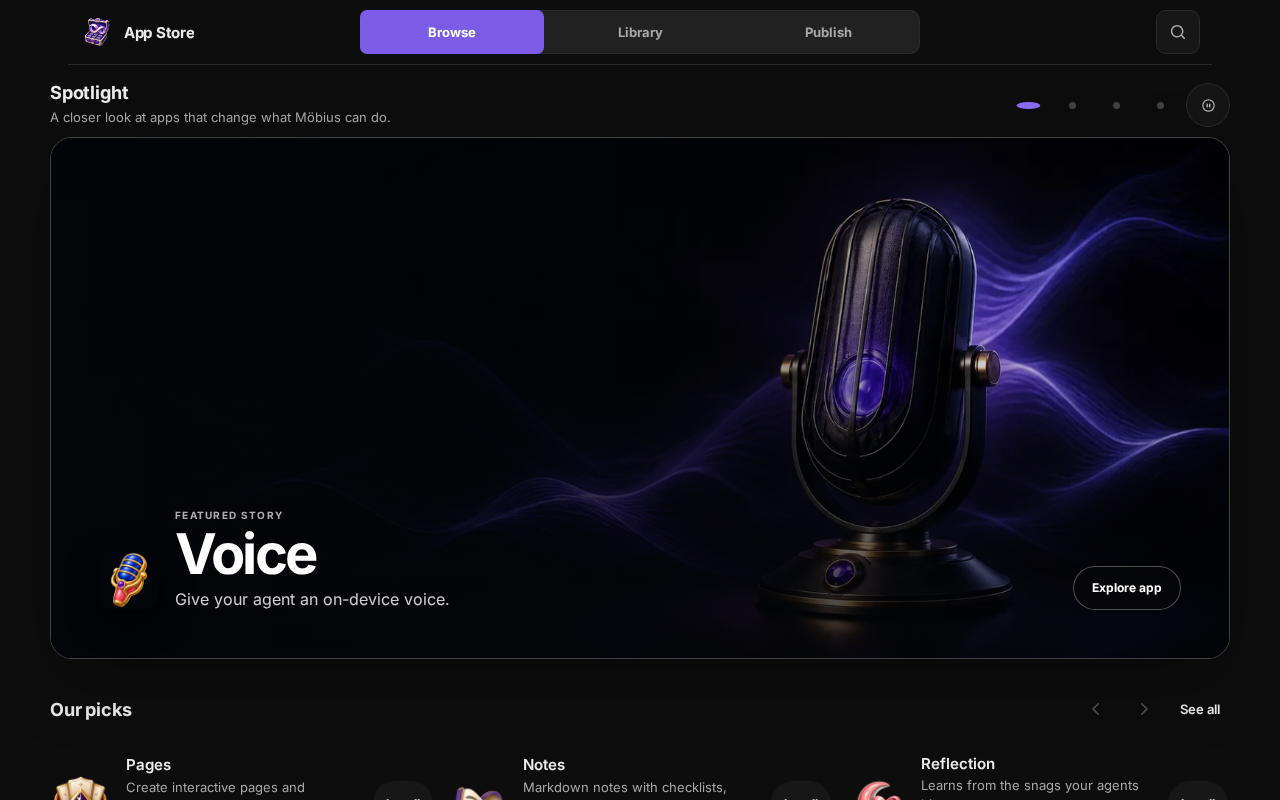 App Store
Browse
Library
Publish
Spotlight
A closer look at apps that change what Möbius can do.
FEATURED STORY
Voice
Give your agent an on-device voice.
Explore app
Our picks
See all
Pages
Create interactive pages and
Notes
Markdown notes with checklists,
Reflection
Learns from the snags your agents